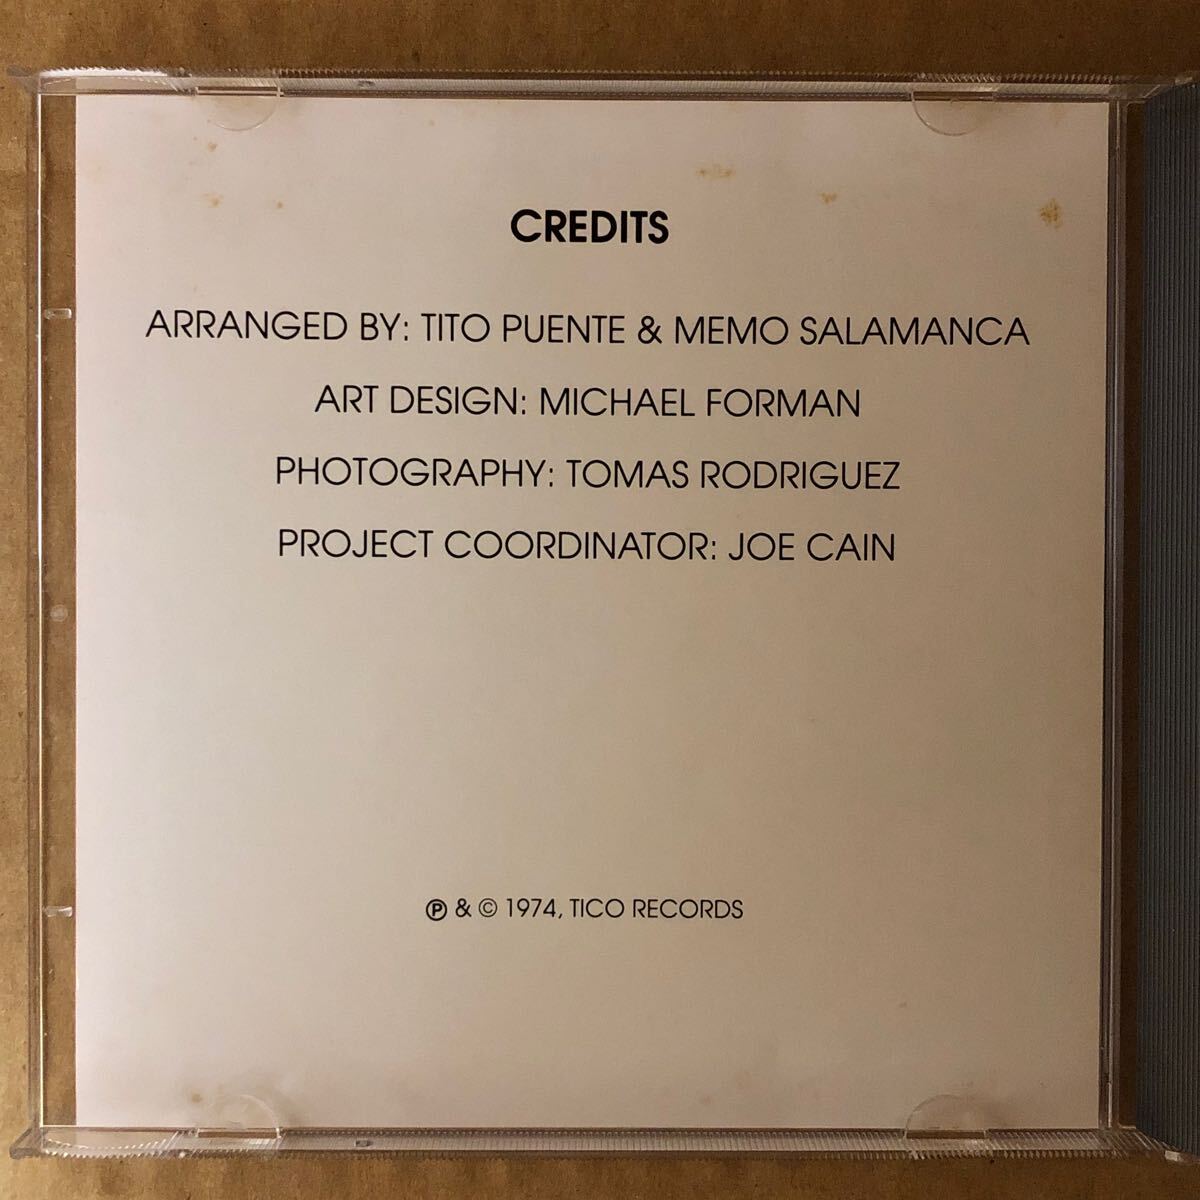 CREDITS
ARRANGED BY: TITO PUENTE & MEMO SALAMANCA
ART DESIGN: MICHAEL FORMAN
PHOTOGRAPHY: TOMAS RODRIGUEZ
PROJECT COORDINATOR: JOE CAIN
℗ & © 1974, TICO RECORDS